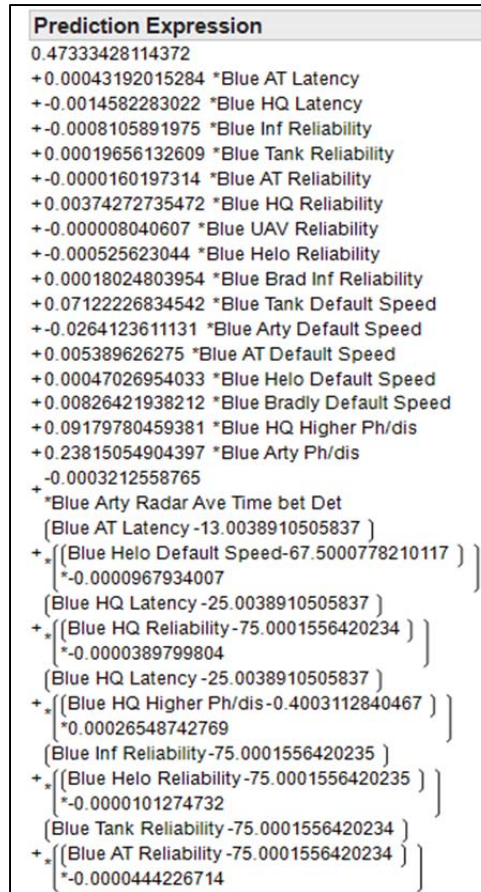 Prediction Expression
0.47333428114372
+0.00043192015284 *Blue AT Latency
+-0.0014582283022 *Blue HQ Latency
+-0.0008105891975 *Blue Inf Reliability
+0.00019656132609 *Blue Tank Reliability
+-0.0000160197314 *Blue AT Reliability
+0.00374272735472 *Blue HQ Reliability
+-0.000008040607 *Blue UAV Reliability
+-0.000525623044 *Blue Helo Reliability
+0.00018024803954 *Blue Brad Inf Reliability
+0.07122226834542 *Blue Tank Default Speed
+-0.0264123611131 *Blue Arty Default Speed
+0.005389626275 *Blue AT Default Speed
+0.00047026954033 *Blue Helo Default Speed
+0.00826421938212 *Blue Bradly Default Speed
+0.09179780459381 *Blue HQ Higher Ph/dis
+0.23815054904397 *Blue Arty Ph/dis
-0.0003212558765
+
*Blue Arty Radar Ave Time bet Det
(Blue AT Latency -13.0038910505837 )
+*((Blue Helo Default Speed-67.5000778210117 )
*-0.0000967934007 )
(Blue HQ Latency -25.0038910505837 )
+*((Blue HQ Reliability -75.0001556420234 )
*-0.0000389799804 )
(Blue HQ Latency -25.0038910505837 )
+*((Blue HQ Higher Ph/dis-0.4003112840467 )
*0.00026548742769 )
(Blue Inf Reliability -75.0001556420235 )
+*((Blue Helo Reliability -75.0001556420235 )
*-0.0000101274732 )
(Blue Tank Reliability -75.0001556420234 )
+*((Blue AT Reliability -75.0001556420234 )
*-0.0000444226714 )